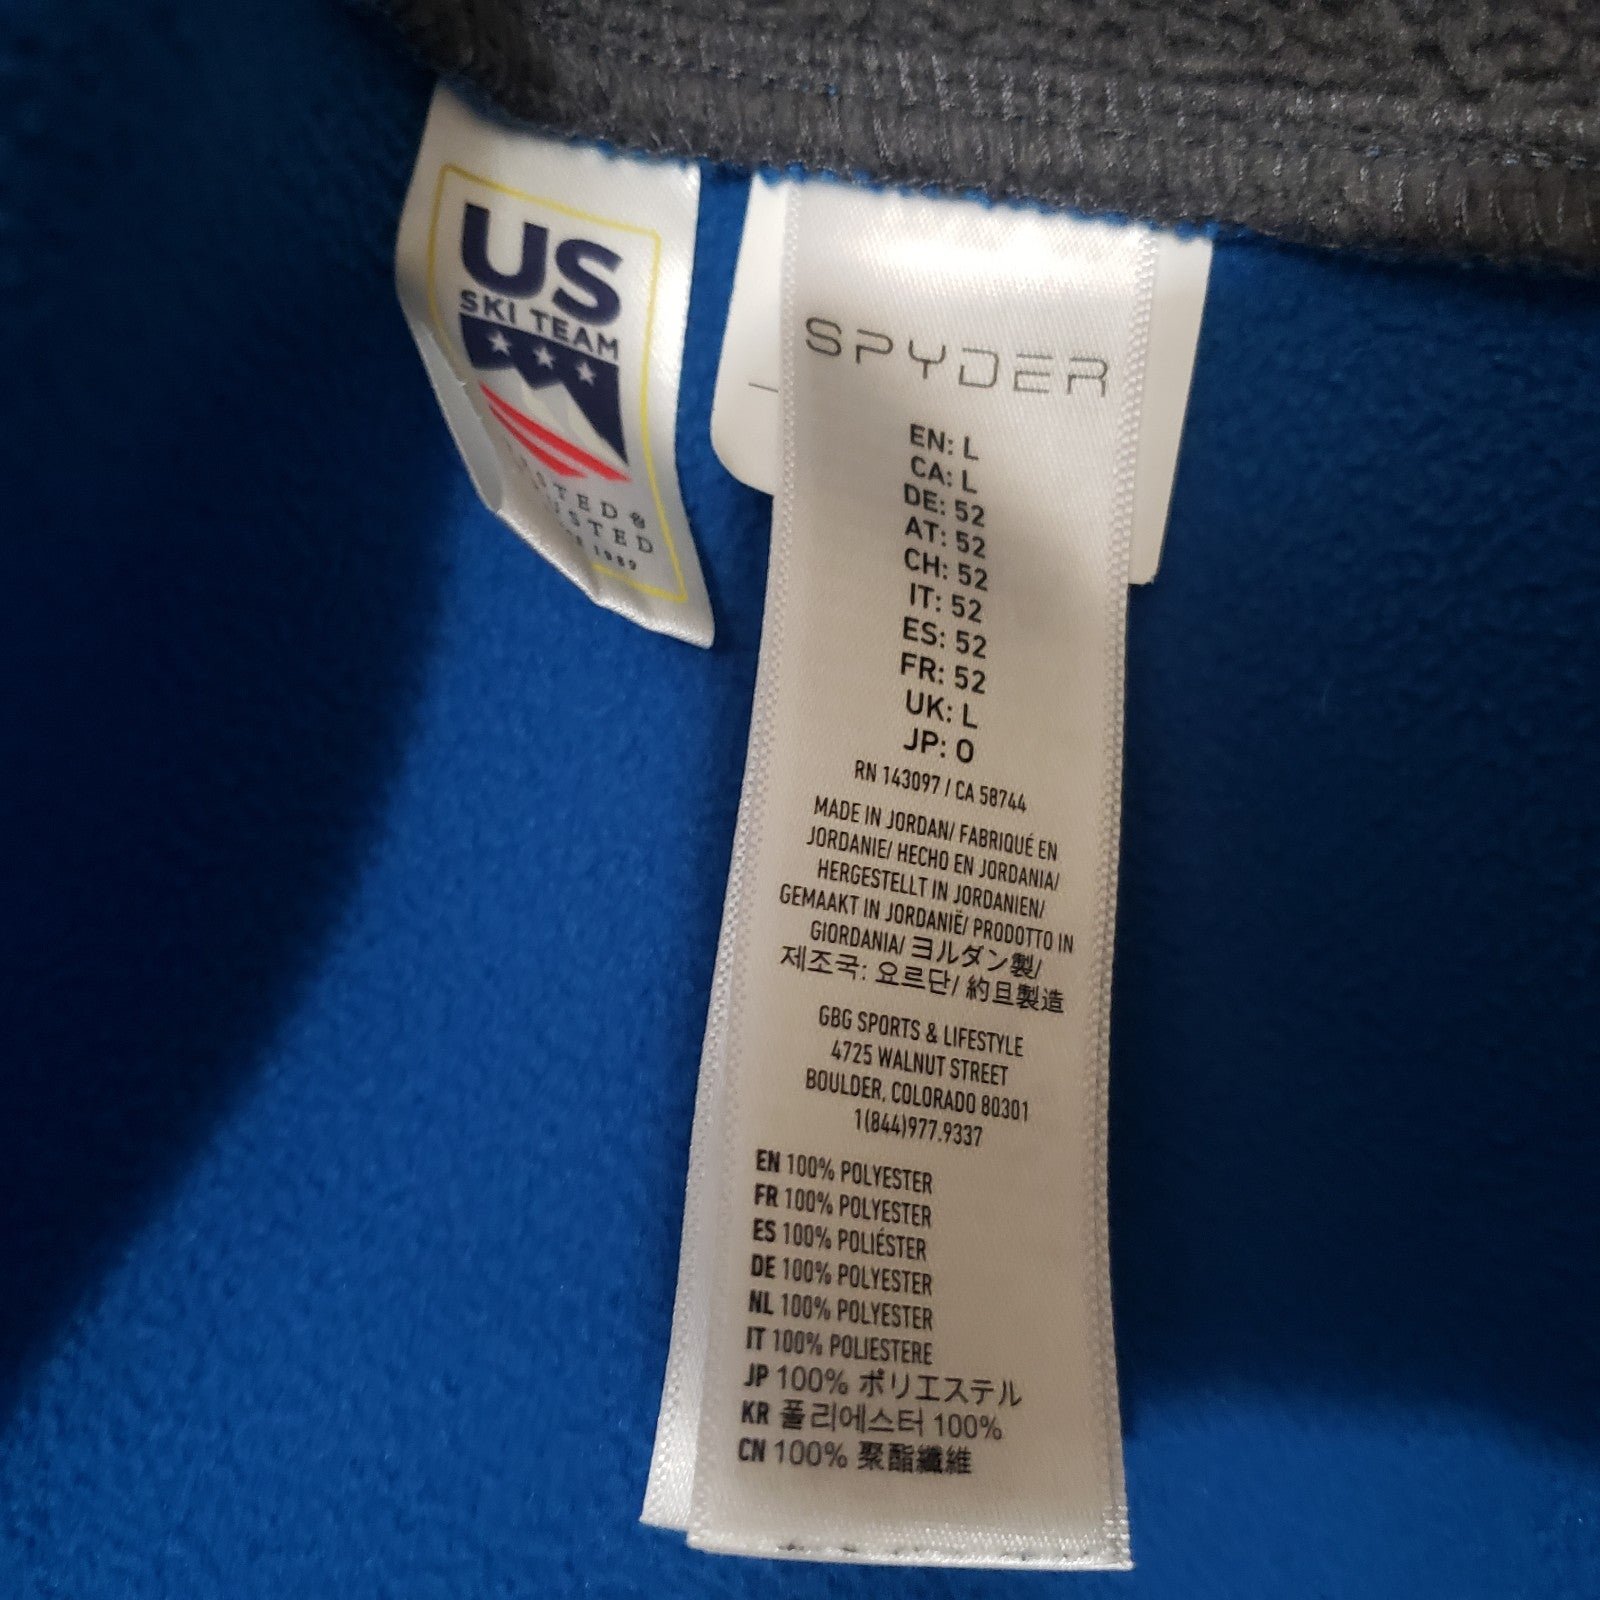 US
SKI TEAM
TED &
USTED
1989
SPYDER
EN: L
CA: L
DE: 52
AT: 52
CH: 52
IT: 52
ES: 52
FR: 52
UK: L
JP: O
RN 143097 / CA 58744
MADE IN JORDAN/ FABRIQUÉ EN
JORDANIE/ HECHO EN JORDANIA/
HERGESTELLT IN JORDANIEN/
GEMAAKT IN JORDANIË/ PRODOTTO IN
GIORDANIA/ ヨルダン製/
제조국: 요르단/ 約旦製造
GBG SPORTS & LIFESTYLE
4725 WALNUT STREET
BOULDER, COLORADO 80301
1(844)977.9337
EN 100% POLYESTER
FR 100% POLYESTER
ES 100% POLIÉSTER
DE 100% POLYESTER
NL 100% POLYESTER
IT 100% POLIESTERE
JP 100% ポリエステル
KR 폴리에스터 100%
CN 100% 聚酯纖維